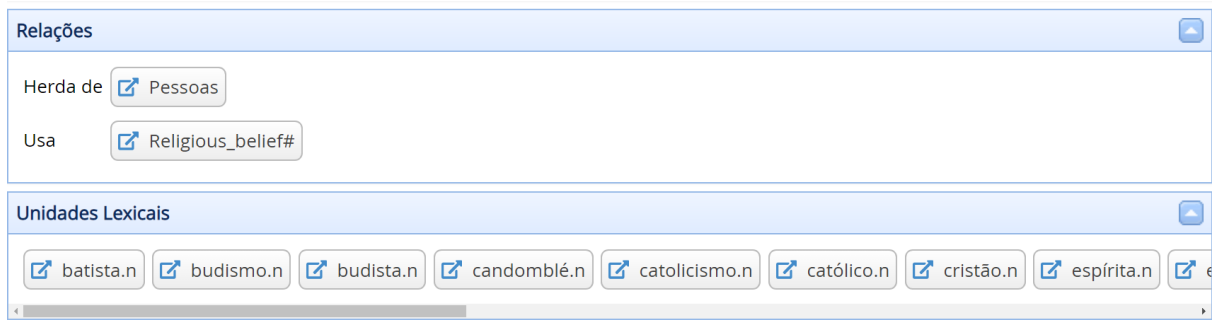 Relações
Herda de Pessoas
Usa Religious_belief#
Unidades Lexicais
batista.n budismo.n budista.n candomblé.n catolicismo.n católico.n cristão.n espírita.n